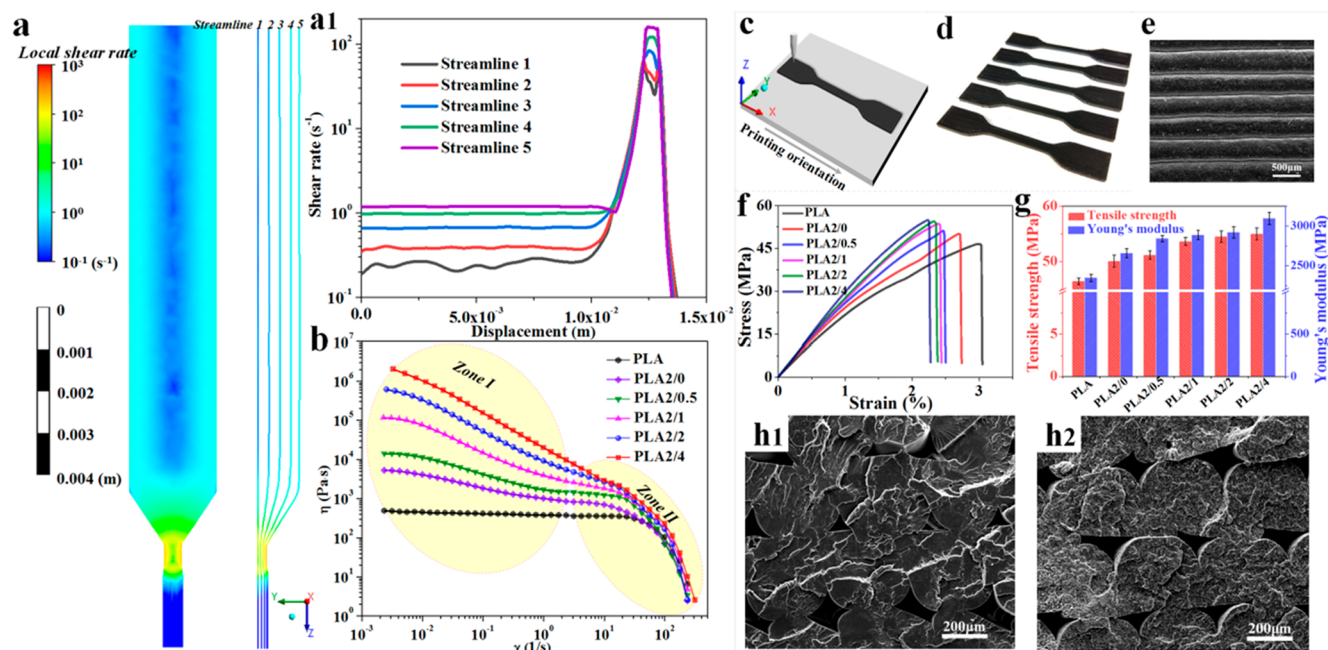 a
Streamline 1 2 3 4 5
Local shear rate
10³
10²
10¹
10⁰
10⁻¹ (s⁻¹)
0
0.001
0.002
0.003
0.004 (m)
Y
X
Z
a1
Shear rate (s⁻¹)
10²
10¹
10⁰
10⁻¹
Streamline 1
Streamline 2
Streamline 3
Streamline 4
Streamline 5
0.0 5.0x10⁻³ 1.0x10⁻² 1.5x10⁻²
Displacement (m)
b
η (Pa s)
10⁷
10⁶
10⁵
10⁴
10³
10²
10¹
10⁰
Zone I
Zone II
PLA
PLA2/0
PLA2/0.5
PLA2/1
PLA2/2
PLA2/4
10⁻³ 10⁻² 10⁻¹ 10⁰ 10¹ 10²
(1/s)
c
Z
Y
X
Printing orientation
d
e
500μm
f
Stress (MPa)
60
45
30
15
0
PLA
PLA2/0
PLA2/0.5
PLA2/1
PLA2/2
PLA2/4
0 1 2 3
Strain (%)
g
Tensile strength (MPa)
60
50
5
0
Tensile strength
Young's modulus
3000
2500
500
0
Young's modulus (MPa)
PLA PLA2/0 PLA2/0.5 PLA2/1 PLA2/2 PLA2/4
h1
200μm
h2
200μm